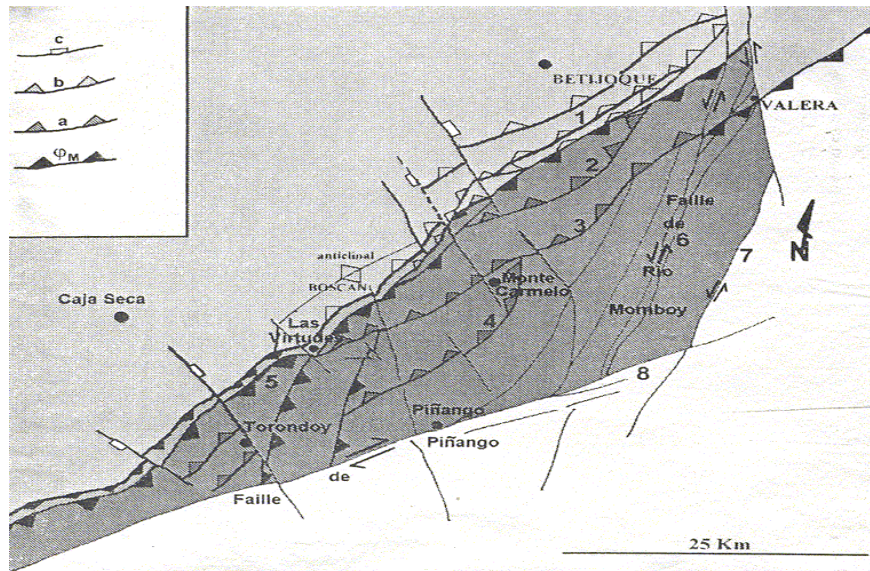 c
b
a
φM
BETIJOQUE
VALERA
1
2
3
Faille
de
6
Rio
Momboy
7
N
anticlinal
BOSCAN
Monte
Carmelo
Caja Seca
Las
Virtudes
4
5
8
Torondoy
Piñango
Piñango
de
Faille
25 Km